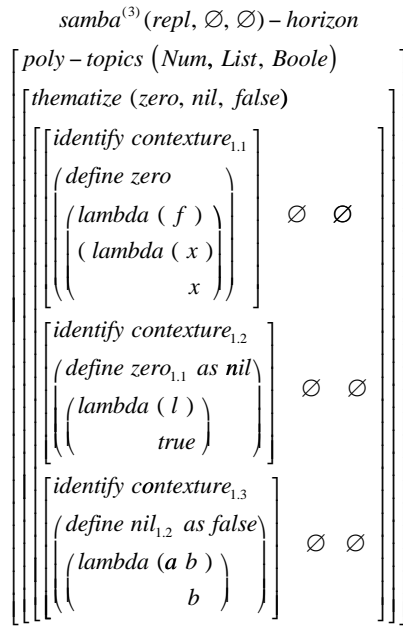 samba(3) (repl, ∅, ∅) – horizon
poly – topics (Num, List, Boole)
thematize (zero, nil, false)
identify contexture1.1
(define zero
(lambda ( f )
( lambda ( x )
x
∅ ∅
identify contexture1.2
(define zero1.1 as nil
(lambda ( l )
true
∅ ∅
identify contexture1.3
(define nil1.2 as false
(lambda (a b )
b
∅ ∅